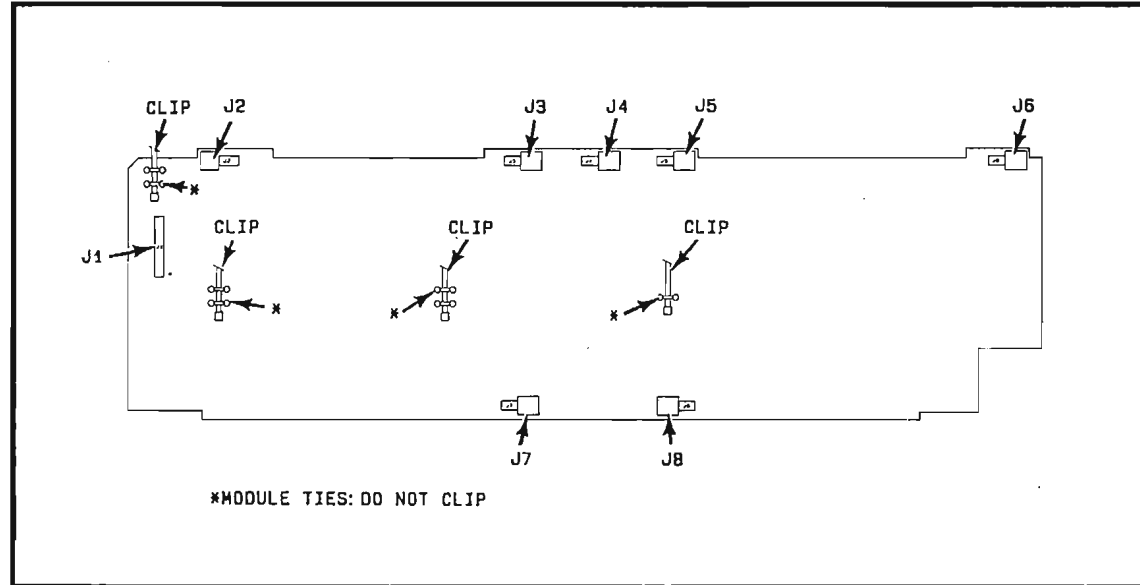 CLIP J2 J3 J4 J5 J6
*
CLIP CLIP CLIP
J1
* * *
J7 J8
*MODULE TIES: DO NOT CLIP